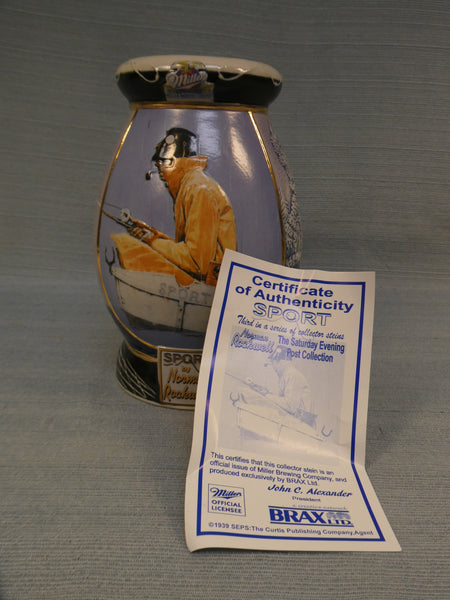 Miller
SPORT
SPORT
by
Norman
Rockwell
Certificate
of Authenticity
SPORT
Third in a series of collector steins
Norman
Rockwell
The Saturday Evening
Post Collection
This certifies that this collector stein is an
official issue of Miller Brewing Company, and
produced exclusively by BRAX Ltd.
John C. Alexander
President
Miller
OFFICIAL
LICENSEE
BRAX LTD.
©1939 SEPS:The Curtis Publishing Company,Agent